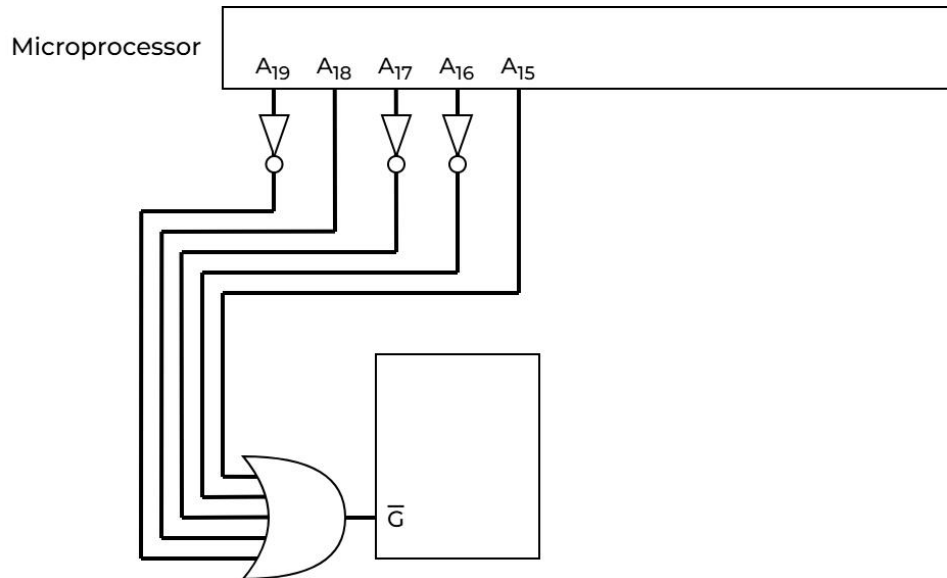 Microprocessor
A₁₉ A₁₈ A₁₇ A₁₆ A₁₅
G̅